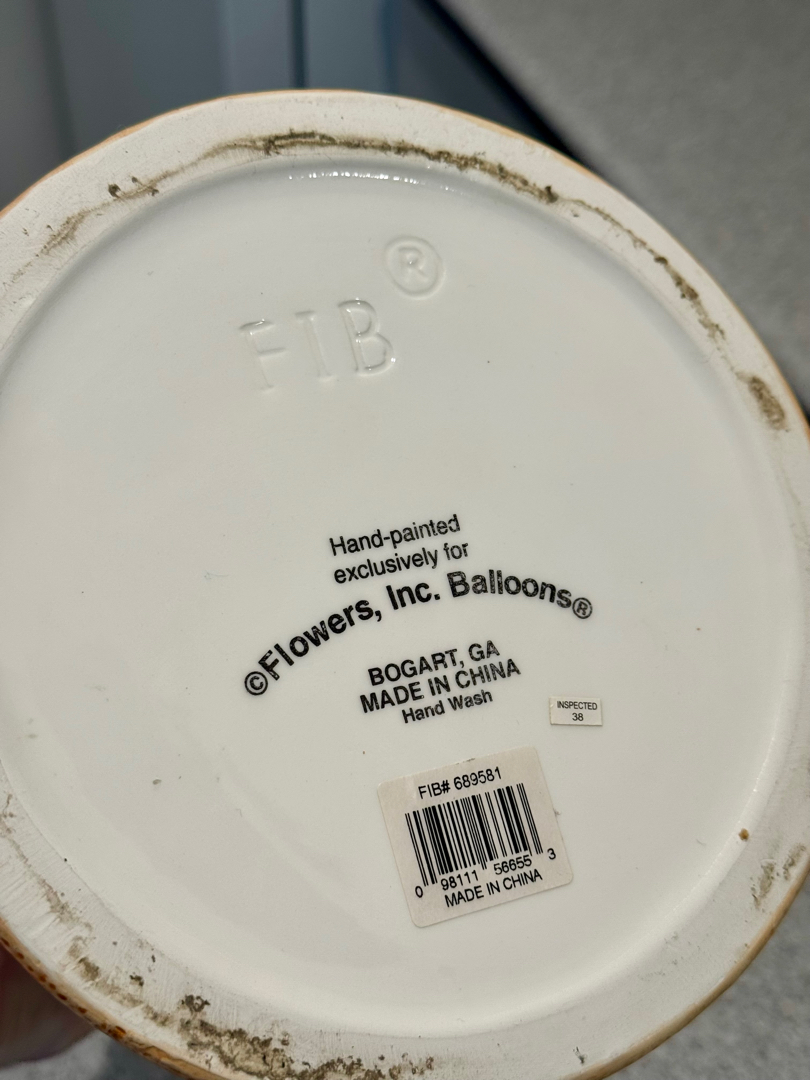 FIB®
Hand-painted
exclusively for
©Flowers, Inc. Balloons®
BOGART, GA
MADE IN CHINA
Hand Wash
INSPECTED
38
FIB# 689581
0 98111 56655 3
MADE IN CHINA